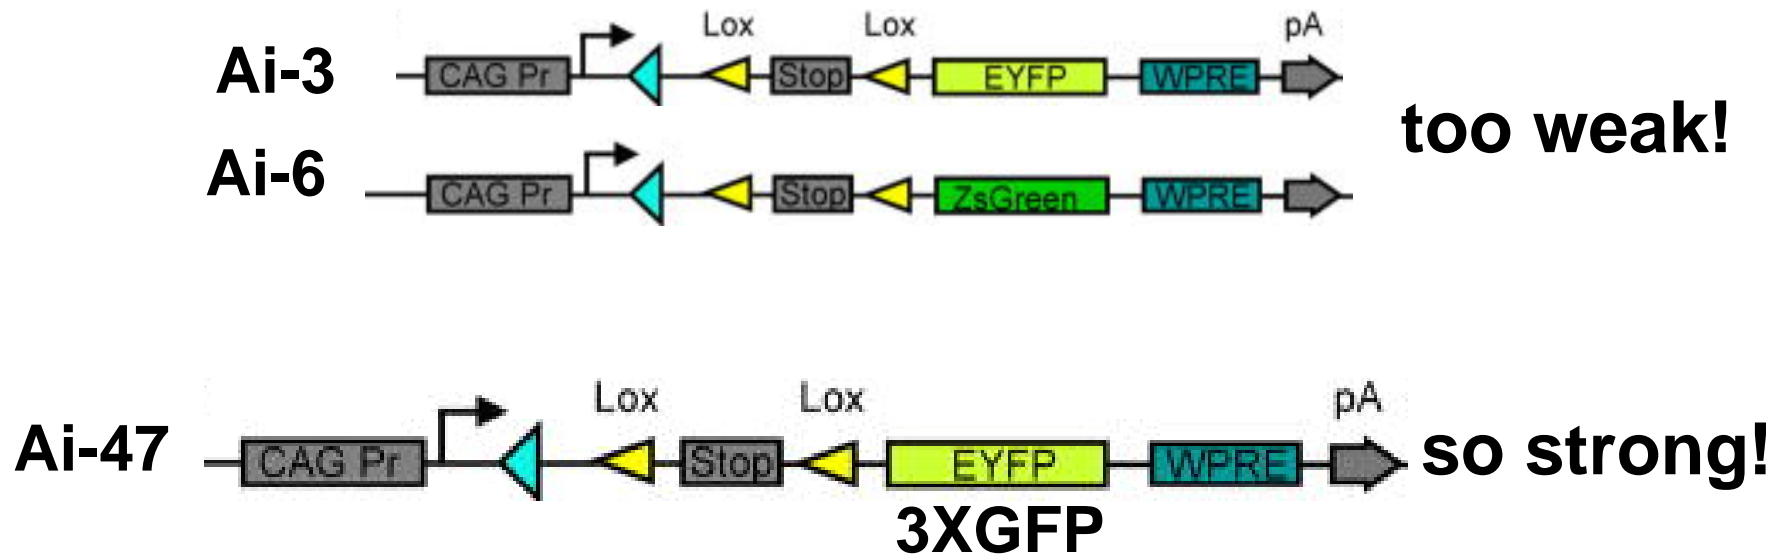 Lox Lox pA
Ai-3 CAG Pr Stop EYFP WPRE
too weak!
Ai-6 CAG Pr Stop ZsGreen WPRE
Lox Lox pA
Ai-47 CAG Pr Stop EYFP WPRE so strong!
3XGFP